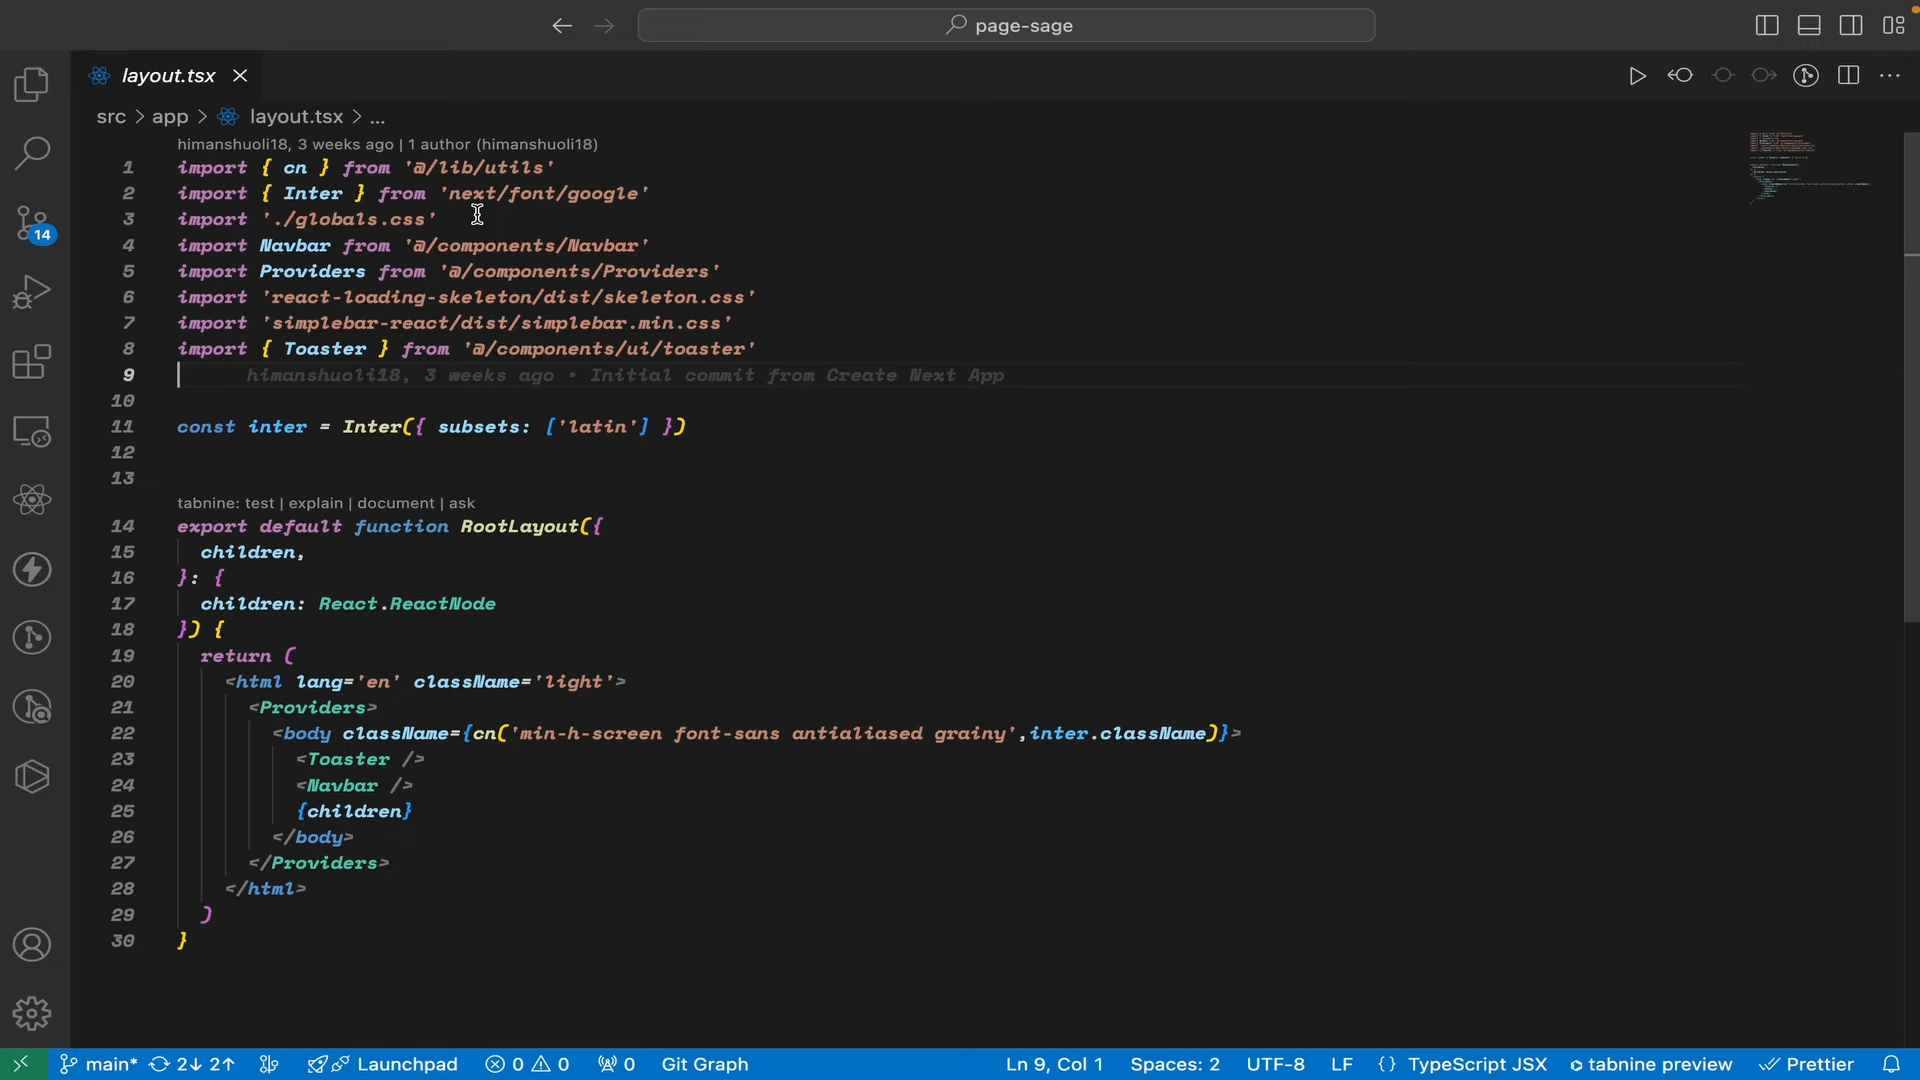 page-sage
layout.tsx
src > app > layout.tsx > ...
himanshuoli18, 3 weeks ago | 1 author (himanshuoli18)
1 import { cn } from '@/lib/utils'
2 import { Inter } from 'next/font/google'
3 import './globals.css'
4 import Navbar from '@/components/Navbar'
5 import Providers from '@/components/Providers'
6 import 'react-loading-skeleton/dist/skeleton.css'
7 import 'simplebar-react/dist/simplebar.min.css'
8 import { Toaster } from '@/components/ui/toaster'
9 himanshuoli18, 3 weeks ago • Initial commit from Create Next App
10
11 const inter = Inter({ subsets: ['latin'] })
12
13
tabnine: test | explain | document | ask
14 export default function RootLayout({
15 children,
16 }: {
17 children: React.ReactNode
18 }) {
19 return (
20 <html lang='en' className='light'>
21 <Providers>
22 <body className={cn('min-h-screen font-sans antialiased grainy',inter.className)}>
23 <Toaster />
24 <Navbar />
25 {children}
26 </body>
27 </Providers>
28 </html>
29 )
30 }
14
main* 2↓ 2↑ Launchpad 0 0 0 Git Graph Ln 9, Col 1 Spaces: 2 UTF-8 LF {} TypeScript JSX tabnine preview Prettier